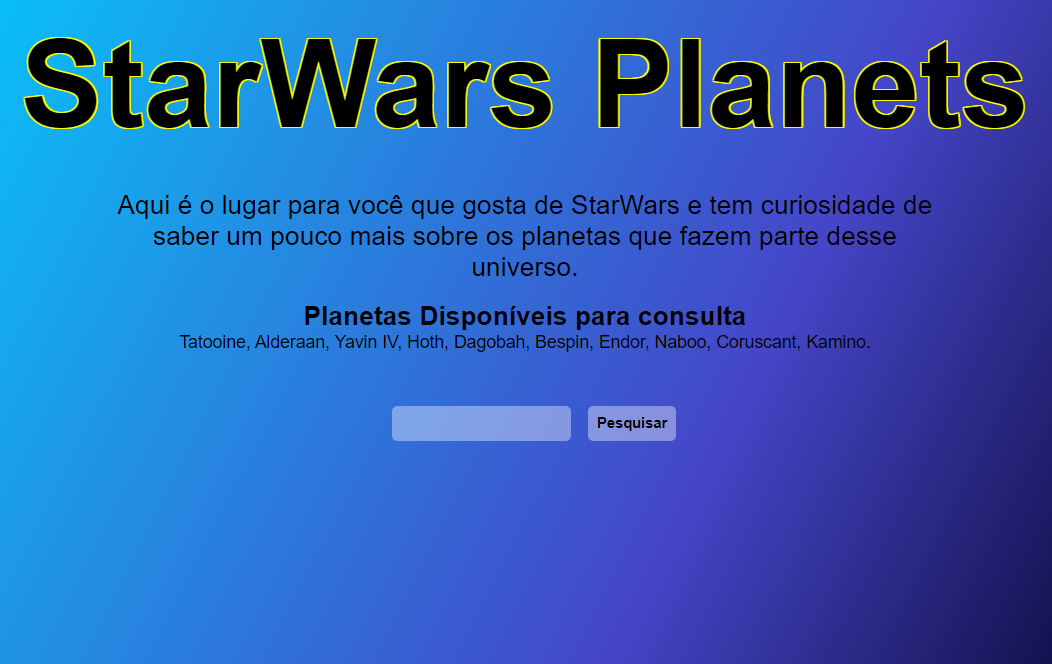 StarWars Planets
Aqui é o lugar para você que gosta de StarWars e tem curiosidade de
saber um pouco mais sobre os planetas que fazem parte desse
universo.
Planetas Disponíveis para consulta
Tatooine, Alderaan, Yavin IV, Hoth, Dagobah, Bespin, Endor, Naboo, Coruscant, Kamino.
Pesquisar